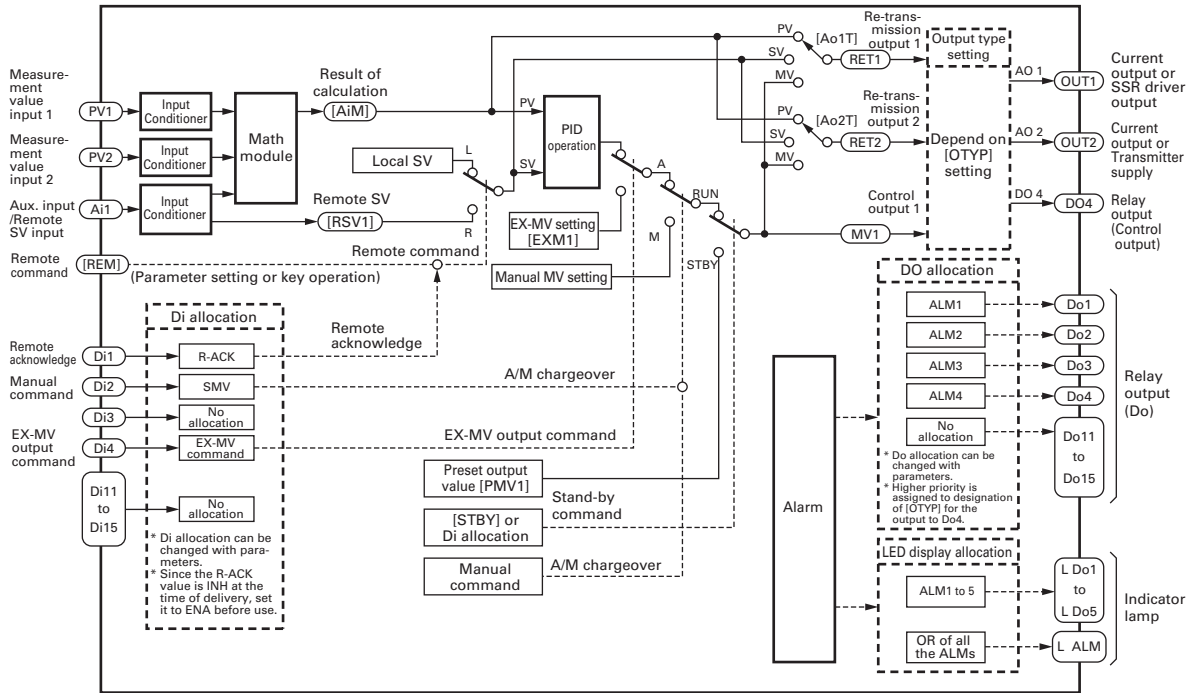 Measure-
ment
value
input 1
PV1
Input
Conditioner
Measure-
ment
value
input 2
PV2
Input
Conditioner
Aux. input
/Remote
SV input
Ai1
Input
Conditioner
Math
module
Result of
calculation
[AiM]
Local SV
L
Remote SV
[RSV1]
R
Remote command
Remote
command
[REM]
(Parameter setting or key operation)
PV
SV
PID
operation
A
EX-MV setting
[EXM1]
M
Manual MV setting
RUN
STBY
PV
SV
MV
[Ao1T]
Re-trans-
mission
output 1
RET1
PV
SV
MV
[Ao2T]
Re-trans-
mission
output 2
RET2
Control
output 1
MV1
Output type
setting
Depend on
[OTYP]
setting
AO 1
OUT1
Current
output or
SSR driver
output
AO 2
OUT2
Current
output or
Transmitter
supply
DO 4
DO4
Relay
output
(Control
output)
Di allocation
Remote
acknowledge
Di1
R-ACK
Remote
acknowledge
Manual
command
Di2
SMV
A/M chargeover
Di3
No
allocation
EX-MV
output
command
Di4
EX-MV
command
EX-MV output command
Di11
to
Di15
No
allocation
* Di allocation can be
changed with para-
meters.
* Since the R-ACK
value is INH at the
time of delivery, set
it to ENA before use.
Preset output
value [PMV1]
[STBY] or
Di allocation
Stand-by
command
Manual
command
A/M chargeover
Alarm
DO allocation
ALM1
Do1
ALM2
Do2
ALM3
Do3
ALM4
Do4
No
allocation
Do11
to
Do15
Relay
output
(Do)
* Do allocation can be
changed with
parameters.
* Higher priority is
assigned to designation
of [OTYP] for the
output to Do4.
LED display allocation
ALM1 to 5
L Do1
to
L Do5
OR of all
the ALMs
L ALM
Indicator
lamp